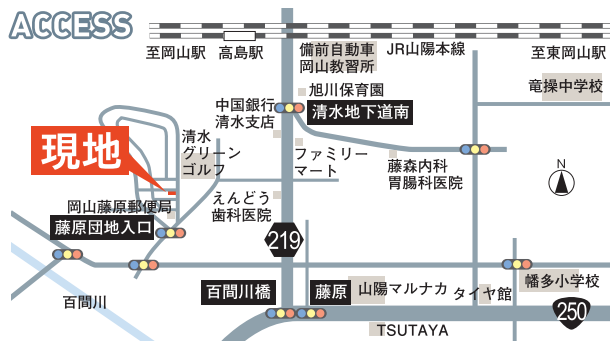 ACCESS
至岡山駅
高島駅
備前自動車
岡山教習所
JR山陽本線
至東岡山駅
竜操中学校
旭川保育園
中国銀行
清水支店
清水地下道南
清水
グリーン
ゴルフ
ファミリー
マート
藤森内科
胃腸科医院
N
現地
岡山藤原郵便局
えんどう
歯科医院
藤原団地入口
219
百間川
百間川橋
藤原
山陽マルナカ
タイヤ館
幡多小学校
250
TSUTAYA